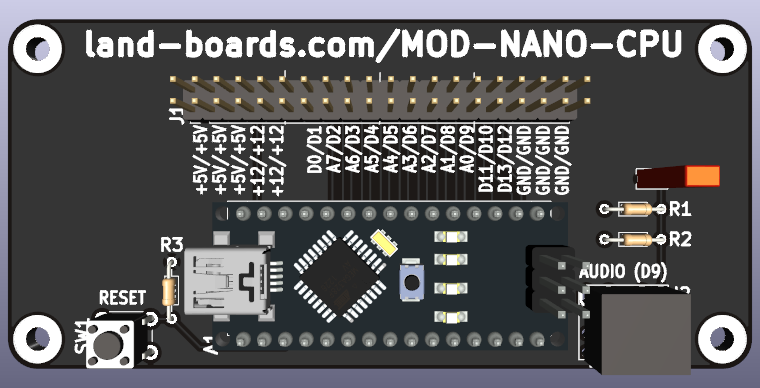 land-boards.com/MOD-NANO-CPU
J1
+5V/+5V
+5V/+5V
+5V/+5V
+12/+12
+12/+12
D0/D1
A7/D2
A6/D3
A5/D4
A4/D5
A3/D6
A2/D7
A1/D8
A0/D9
D11/D10
D13/D12
GND/GND
GND/GND
GND/GND
R1
R2
R3
AUDIO (D9)
RESET
SW1
A1